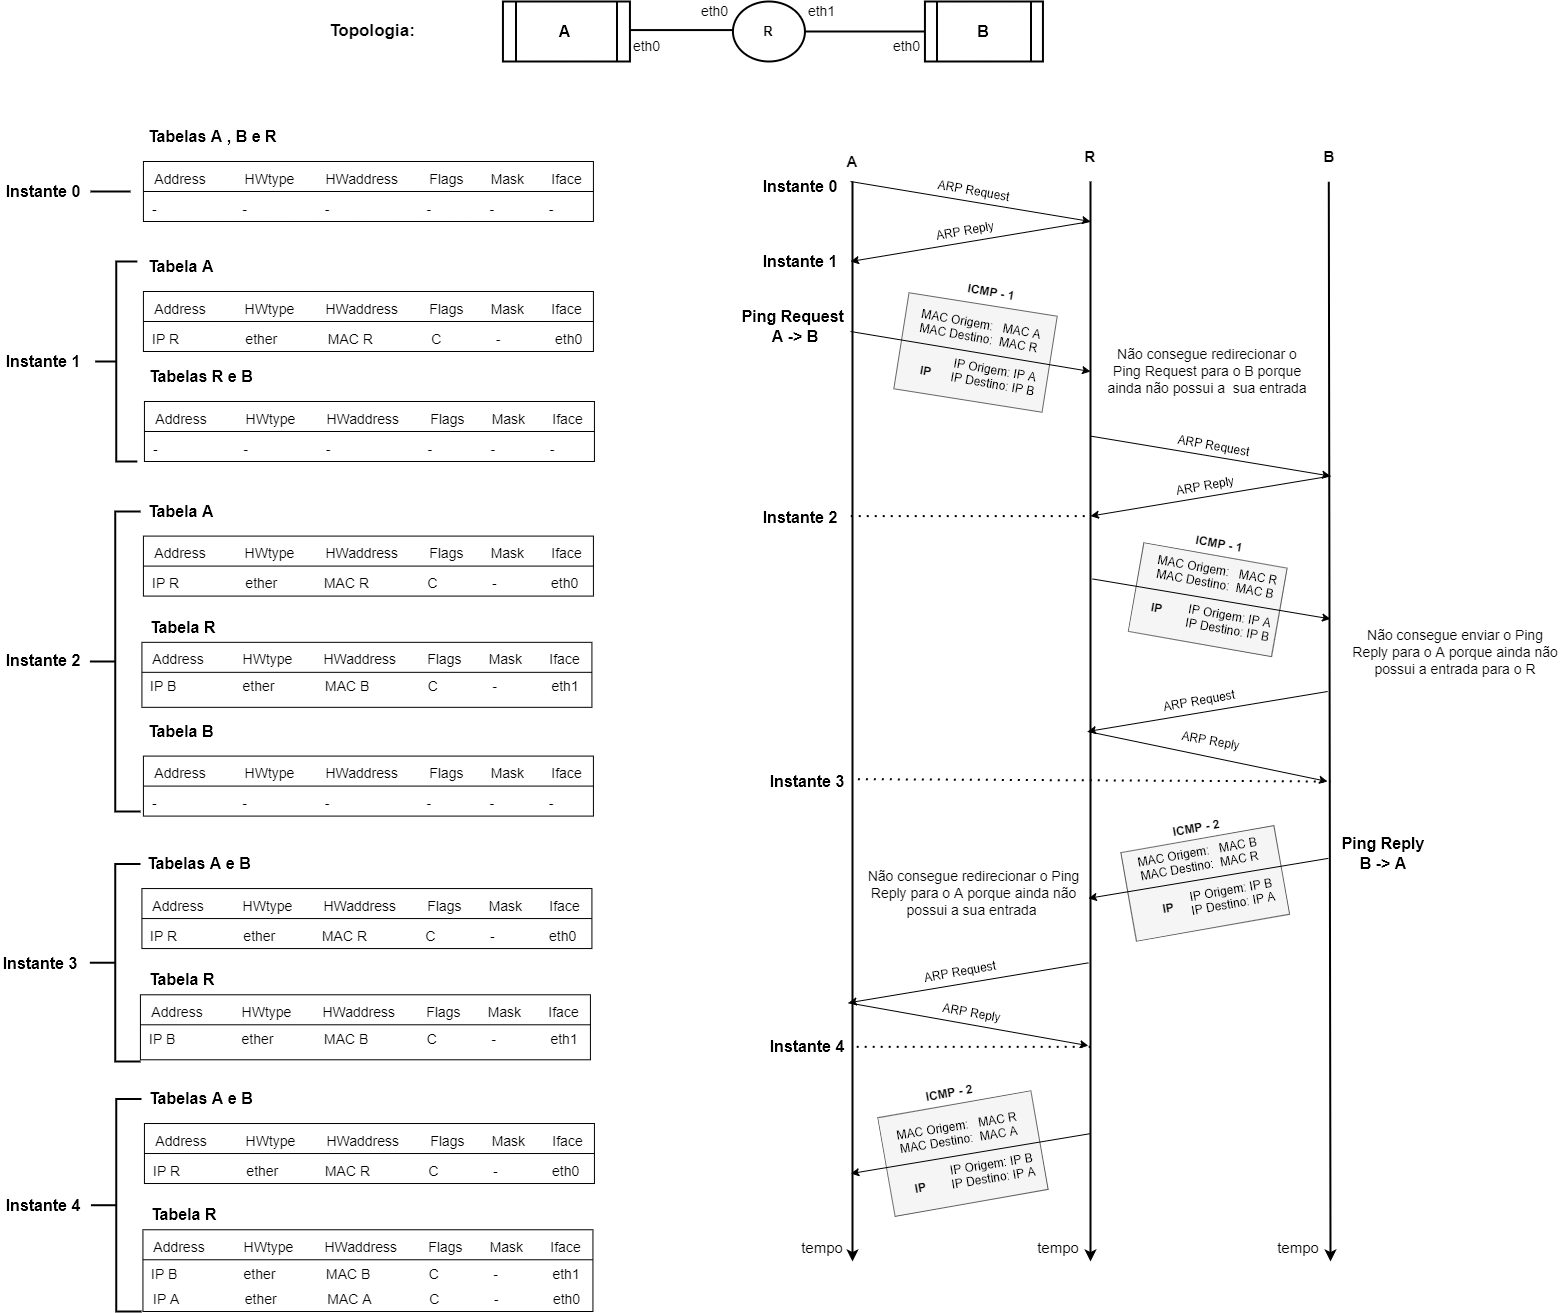 Topologia:
A
eth0
eth0
R
eth1
eth0
B
Tabelas A , B e R
Instante 0
Address HWtype HWaddress Flags Mask Iface
- - - - - -
Instante 1
Tabela A
Address HWtype HWaddress Flags Mask Iface
IP R ether MAC R C - eth0
Tabelas R e B
Address HWtype HWaddress Flags Mask Iface
- - - - - -
Instante 2
Tabela A
Address HWtype HWaddress Flags Mask Iface
IP R ether MAC R C - eth0
Tabela R
Address HWtype HWaddress Flags Mask Iface
IP B ether MAC B C - eth1
Tabela B
Address HWtype HWaddress Flags Mask Iface
- - - - - -
Instante 3
Tabelas A e B
Address HWtype HWaddress Flags Mask Iface
IP R ether MAC R C - eth0
Tabela R
Address HWtype HWaddress Flags Mask Iface
IP B ether MAC B C - eth1
Instante 4
Tabelas A e B
Address HWtype HWaddress Flags Mask Iface
IP R ether MAC R C - eth0
Tabela R
Address HWtype HWaddress Flags Mask Iface
IP B ether MAC B C - eth1
IP A ether MAC A C - eth0
A
R
B
Instante 0
ARP Request
ARP Reply
Instante 1
Ping Request
A -> B
ICMP - 1
MAC Origem: MAC A
MAC Destino: MAC R
IP
IP Origem: IP A
IP Destino: IP B
Não consegue redirecionar o
Ping Request para o B porque
ainda não possui a sua entrada
ARP Request
ARP Reply
Instante 2
ICMP - 1
MAC Origem: MAC R
MAC Destino: MAC B
IP
IP Origem: IP A
IP Destino: IP B
Não consegue enviar o Ping
Reply para o A porque ainda não
possui a entrada para o R
ARP Request
ARP Reply
Instante 3
ICMP - 2
MAC Origem: MAC B
MAC Destino: MAC R
IP
IP Origem: IP B
IP Destino: IP A
Ping Reply
B -> A
Não consegue redirecionar o Ping
Reply para o A porque ainda não
possui a sua entrada
ARP Request
ARP Reply
Instante 4
ICMP - 2
MAC Origem: MAC R
MAC Destino: MAC A
IP
IP Origem: IP B
IP Destino: IP A
tempo
tempo
tempo